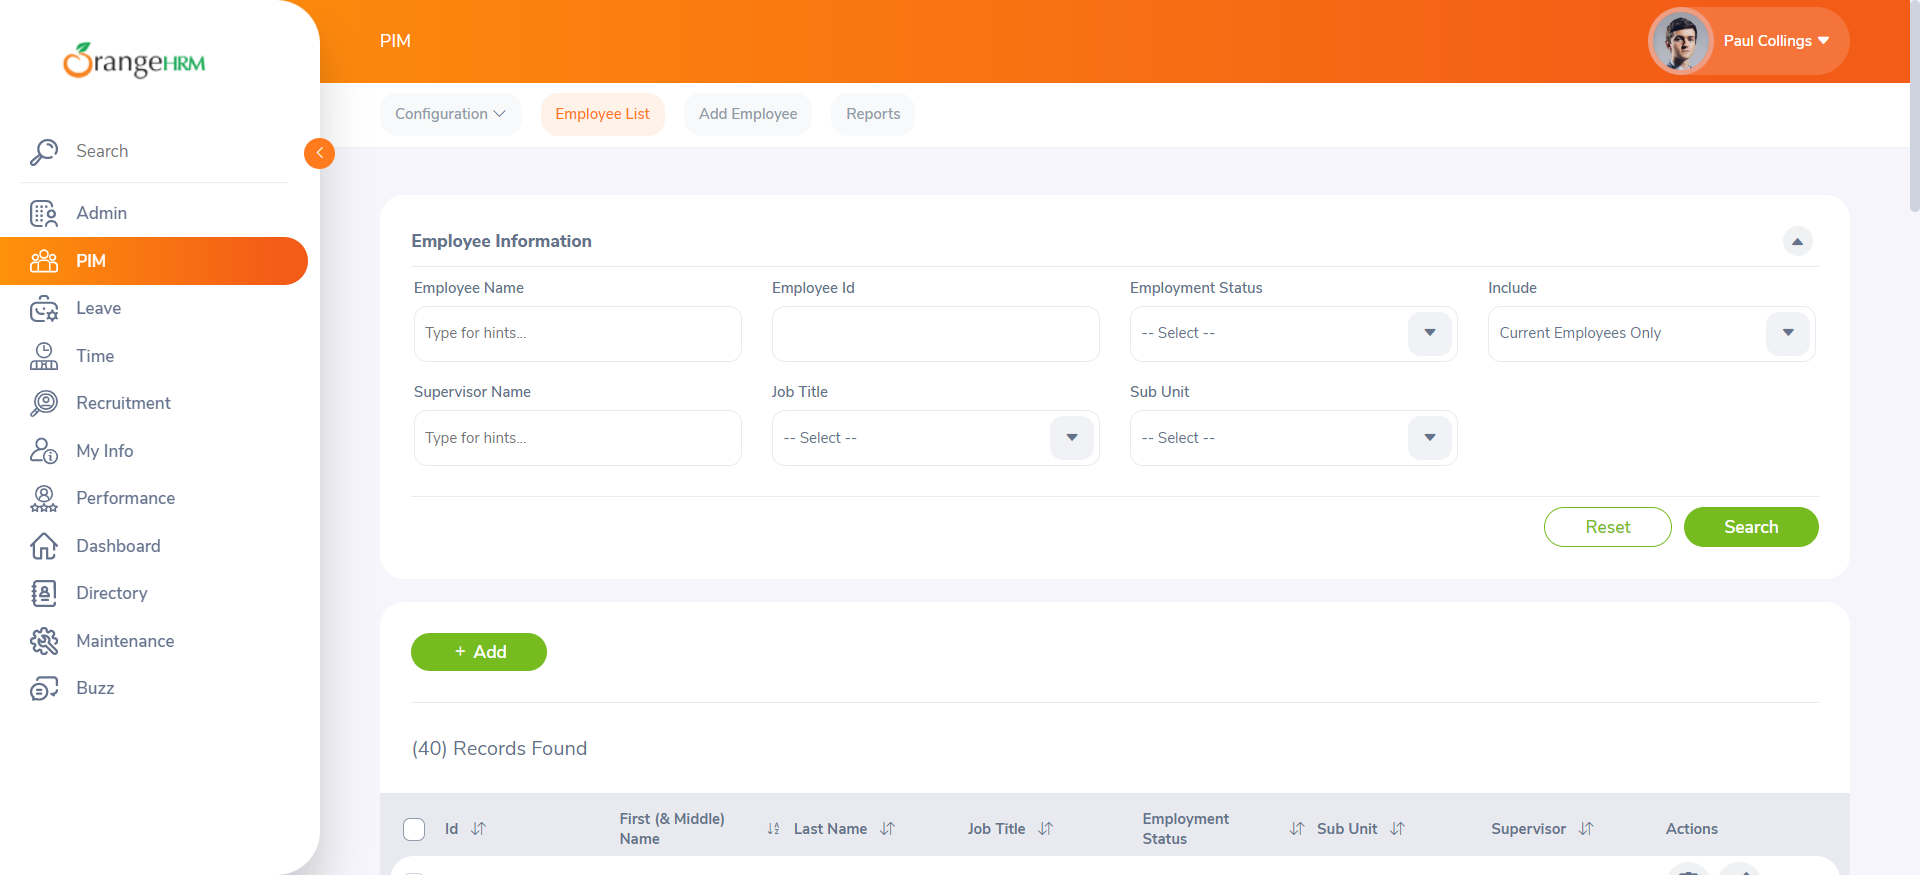 OrangeHRM
PIM
Paul Collings
Search
Admin
PIM
Leave
Time
Recruitment
My Info
Performance
Dashboard
Directory
Maintenance
Buzz
Configuration
Employee List
Add Employee
Reports
Employee Information
Employee Name
Employee Id
Employment Status
Include
Type for hints...
-- Select --
Current Employees Only
Supervisor Name
Job Title
Sub Unit
Type for hints...
-- Select --
-- Select --
Reset
Search
+ Add
(40) Records Found
Id
First (& Middle)
Name
Last Name
Job Title
Employment
Status
Sub Unit
Supervisor
Actions